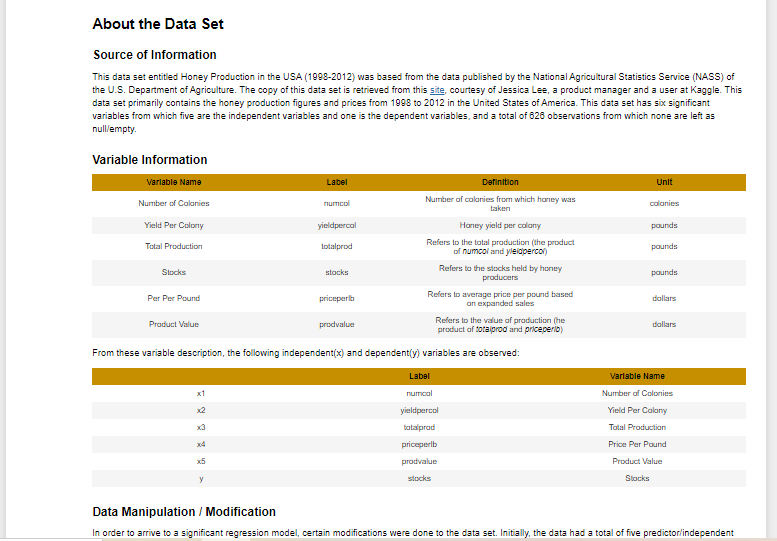 About the Data Set
Source of Information
This data set entitled Honey Production in the USA (1998-2012) was based from the data published by the National Agricultural Statistics Service (NASS) of
the U.S. Department of Agriculture. The copy of this data set is retrieved from this site, courtesy of Jessica Lee, a product manager and a user at Kaggle. This
data set primarily contains the honey production figures and prices from 1998 to 2012 in the United States of America. This data set has six significant
variables from which five are the independent variables and one is the dependent variables, and a total of 626 observations from which none are left as
null/empty.
Variable Information
Variable Name Label Definition Unit
Number of Colonies numcol Number of colonies from which honey was taken colonies
Yield Per Colony yieldpercol Honey yield per colony pounds
Total Production totalprod Refers to the total production (the product of numcol and yieldpercol) pounds
Stocks stocks Refers to the stocks held by honey producers pounds
Per Per Pound priceperlb Refers to average price per pound based on expanded sales dollars
Product Value prodvalue Refers to the value of production (he product of totalprod and priceperlb) dollars
From these variable description, the following independent(x) and dependent(y) variables are observed:
Label Variable Name
x1 numcol Number of Colonies
x2 yieldpercol Yield Per Colony
x3 totalprod Total Production
x4 priceperlb Price Per Pound
x5 prodvalue Product Value
y stocks Stocks
Data Manipulation / Modification
In order to arrive to a significant regression model, certain modifications were done to the data set. Initially, the data had a total of five predictor/independent